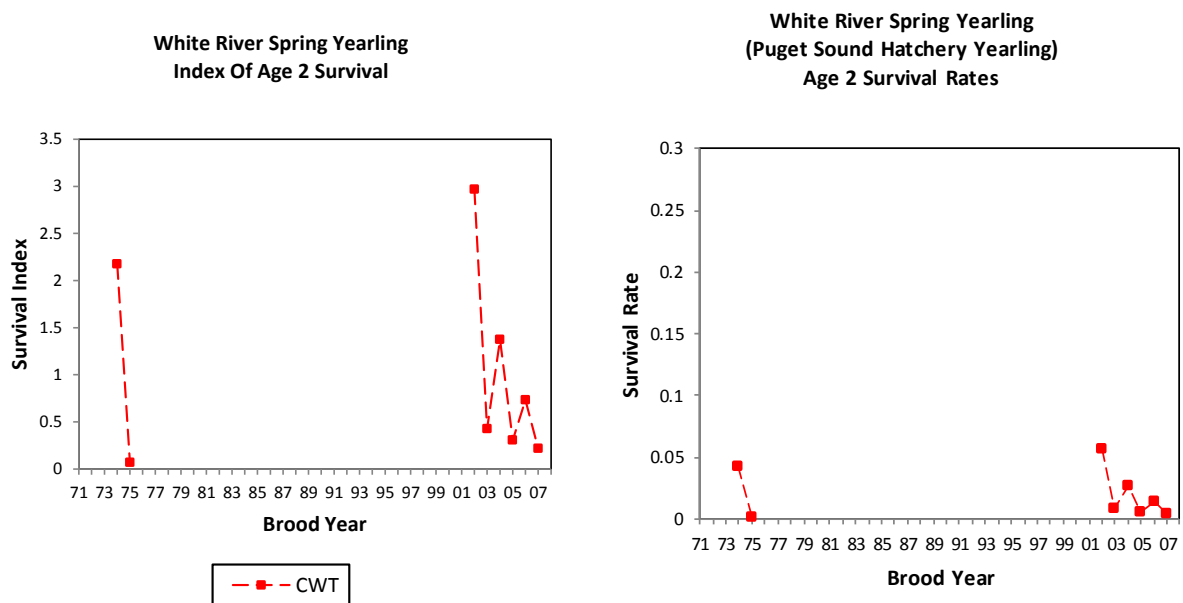 White River Spring Yearling
Index Of Age 2 Survival
3.5
3
2.5
2
1.5
1
0.5
0
Survival Index
71 73 75 77 79 81 83 85 87 89 91 93 95 97 99 01 03 05 07
Brood Year
CWT
White River Spring Yearling
(Puget Sound Hatchery Yearling)
Age 2 Survival Rates
0.3
0.25
0.2
0.15
0.1
0.05
0
Survival Rate
71 73 75 77 79 81 83 85 87 89 91 93 95 97 99 01 03 05 07
Brood Year